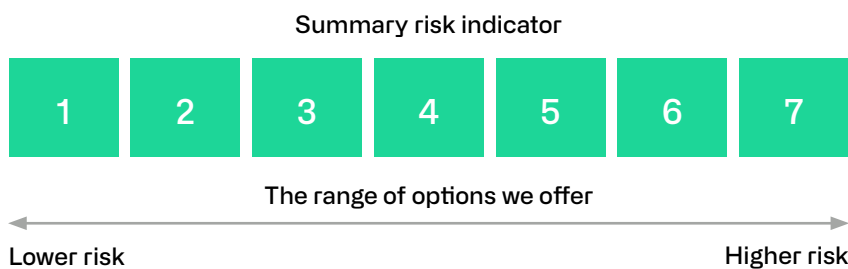 Summary risk indicator
1 2 3 4 5 6 7
The range of options we offer
Lower risk Higher risk